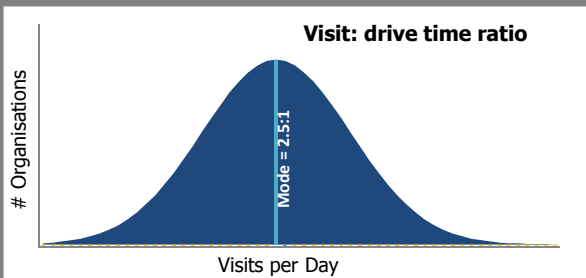 Visit: drive time ratio
# Organisations
Mode = 2.5:1
Visits per Day